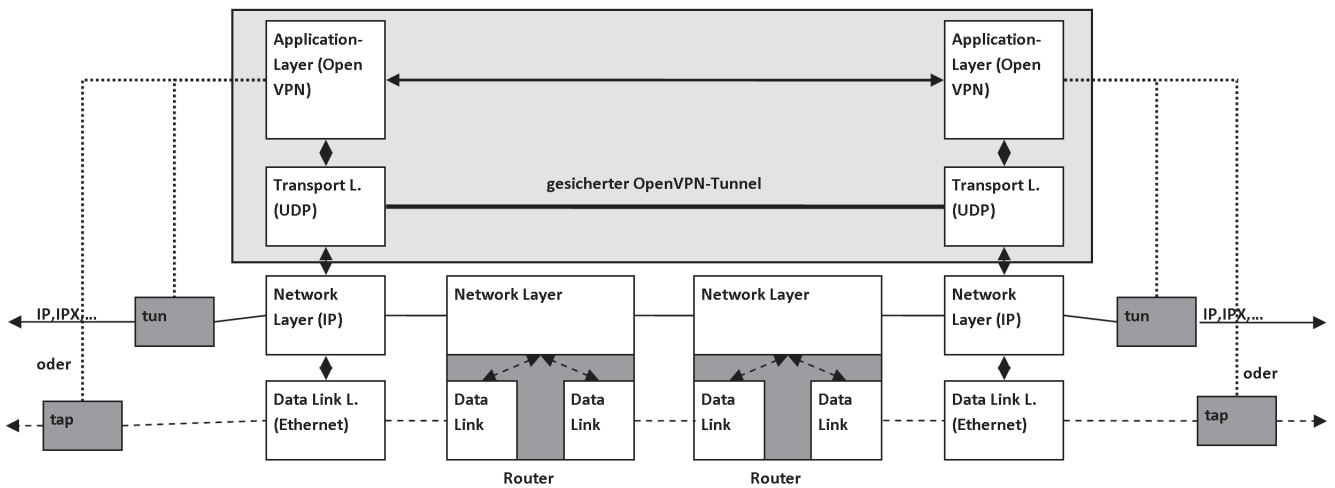 Application-
Layer (Open
VPN)
Application-
Layer (Open
VPN)
Transport L.
(UDP)
gesicherter OpenVPN-Tunnel
Transport L.
(UDP)
IP,IPX,...
tun
Network
Layer (IP)
Network Layer
Network Layer
Network
Layer (IP)
tun
IP,IPX,...
oder
oder
tap
Data Link L.
(Ethernet)
Data
Link
Data
Link
Data
Link
Data
Link
Data Link L.
(Ethernet)
tap
Router
Router